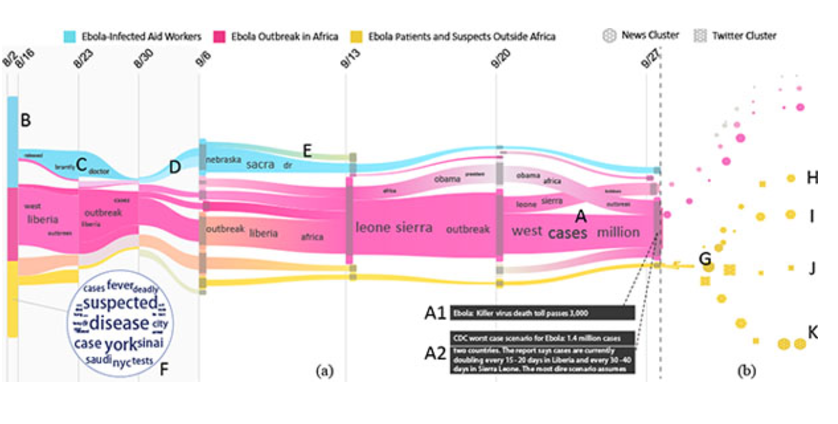 Ebola-Infected Aid Workers Ebola Outbreak in Africa Ebola Patients and Suspects Outside Africa News Cluster Twitter Cluster
8/2 8/16 8/23 8/30 9/6 9/13 9/20 9/27
B
released
brantly C doctor
D
E
nebraska sacra dr
west
liberia
outbreak
cases
outbreak
liberia
outbreak liberia africa
africa
leone sierra outbreak
obama president
obama africa
leone sierra
outbreak
A
west cases million
G
H
I
J
K
cases fever deadly
suspected
disease city
case york sinai
saudi nyc tests
F
A1 Ebola: Killer virus death toll passes 3,000
A2 CDC worst case scenario for Ebola: 1.4 million cases
two countries. The report says cases are currently
doubling every 15-20 days in Liberia and every 30-40
days in Sierra Leone. The most dire scenario assumes
(a) (b)